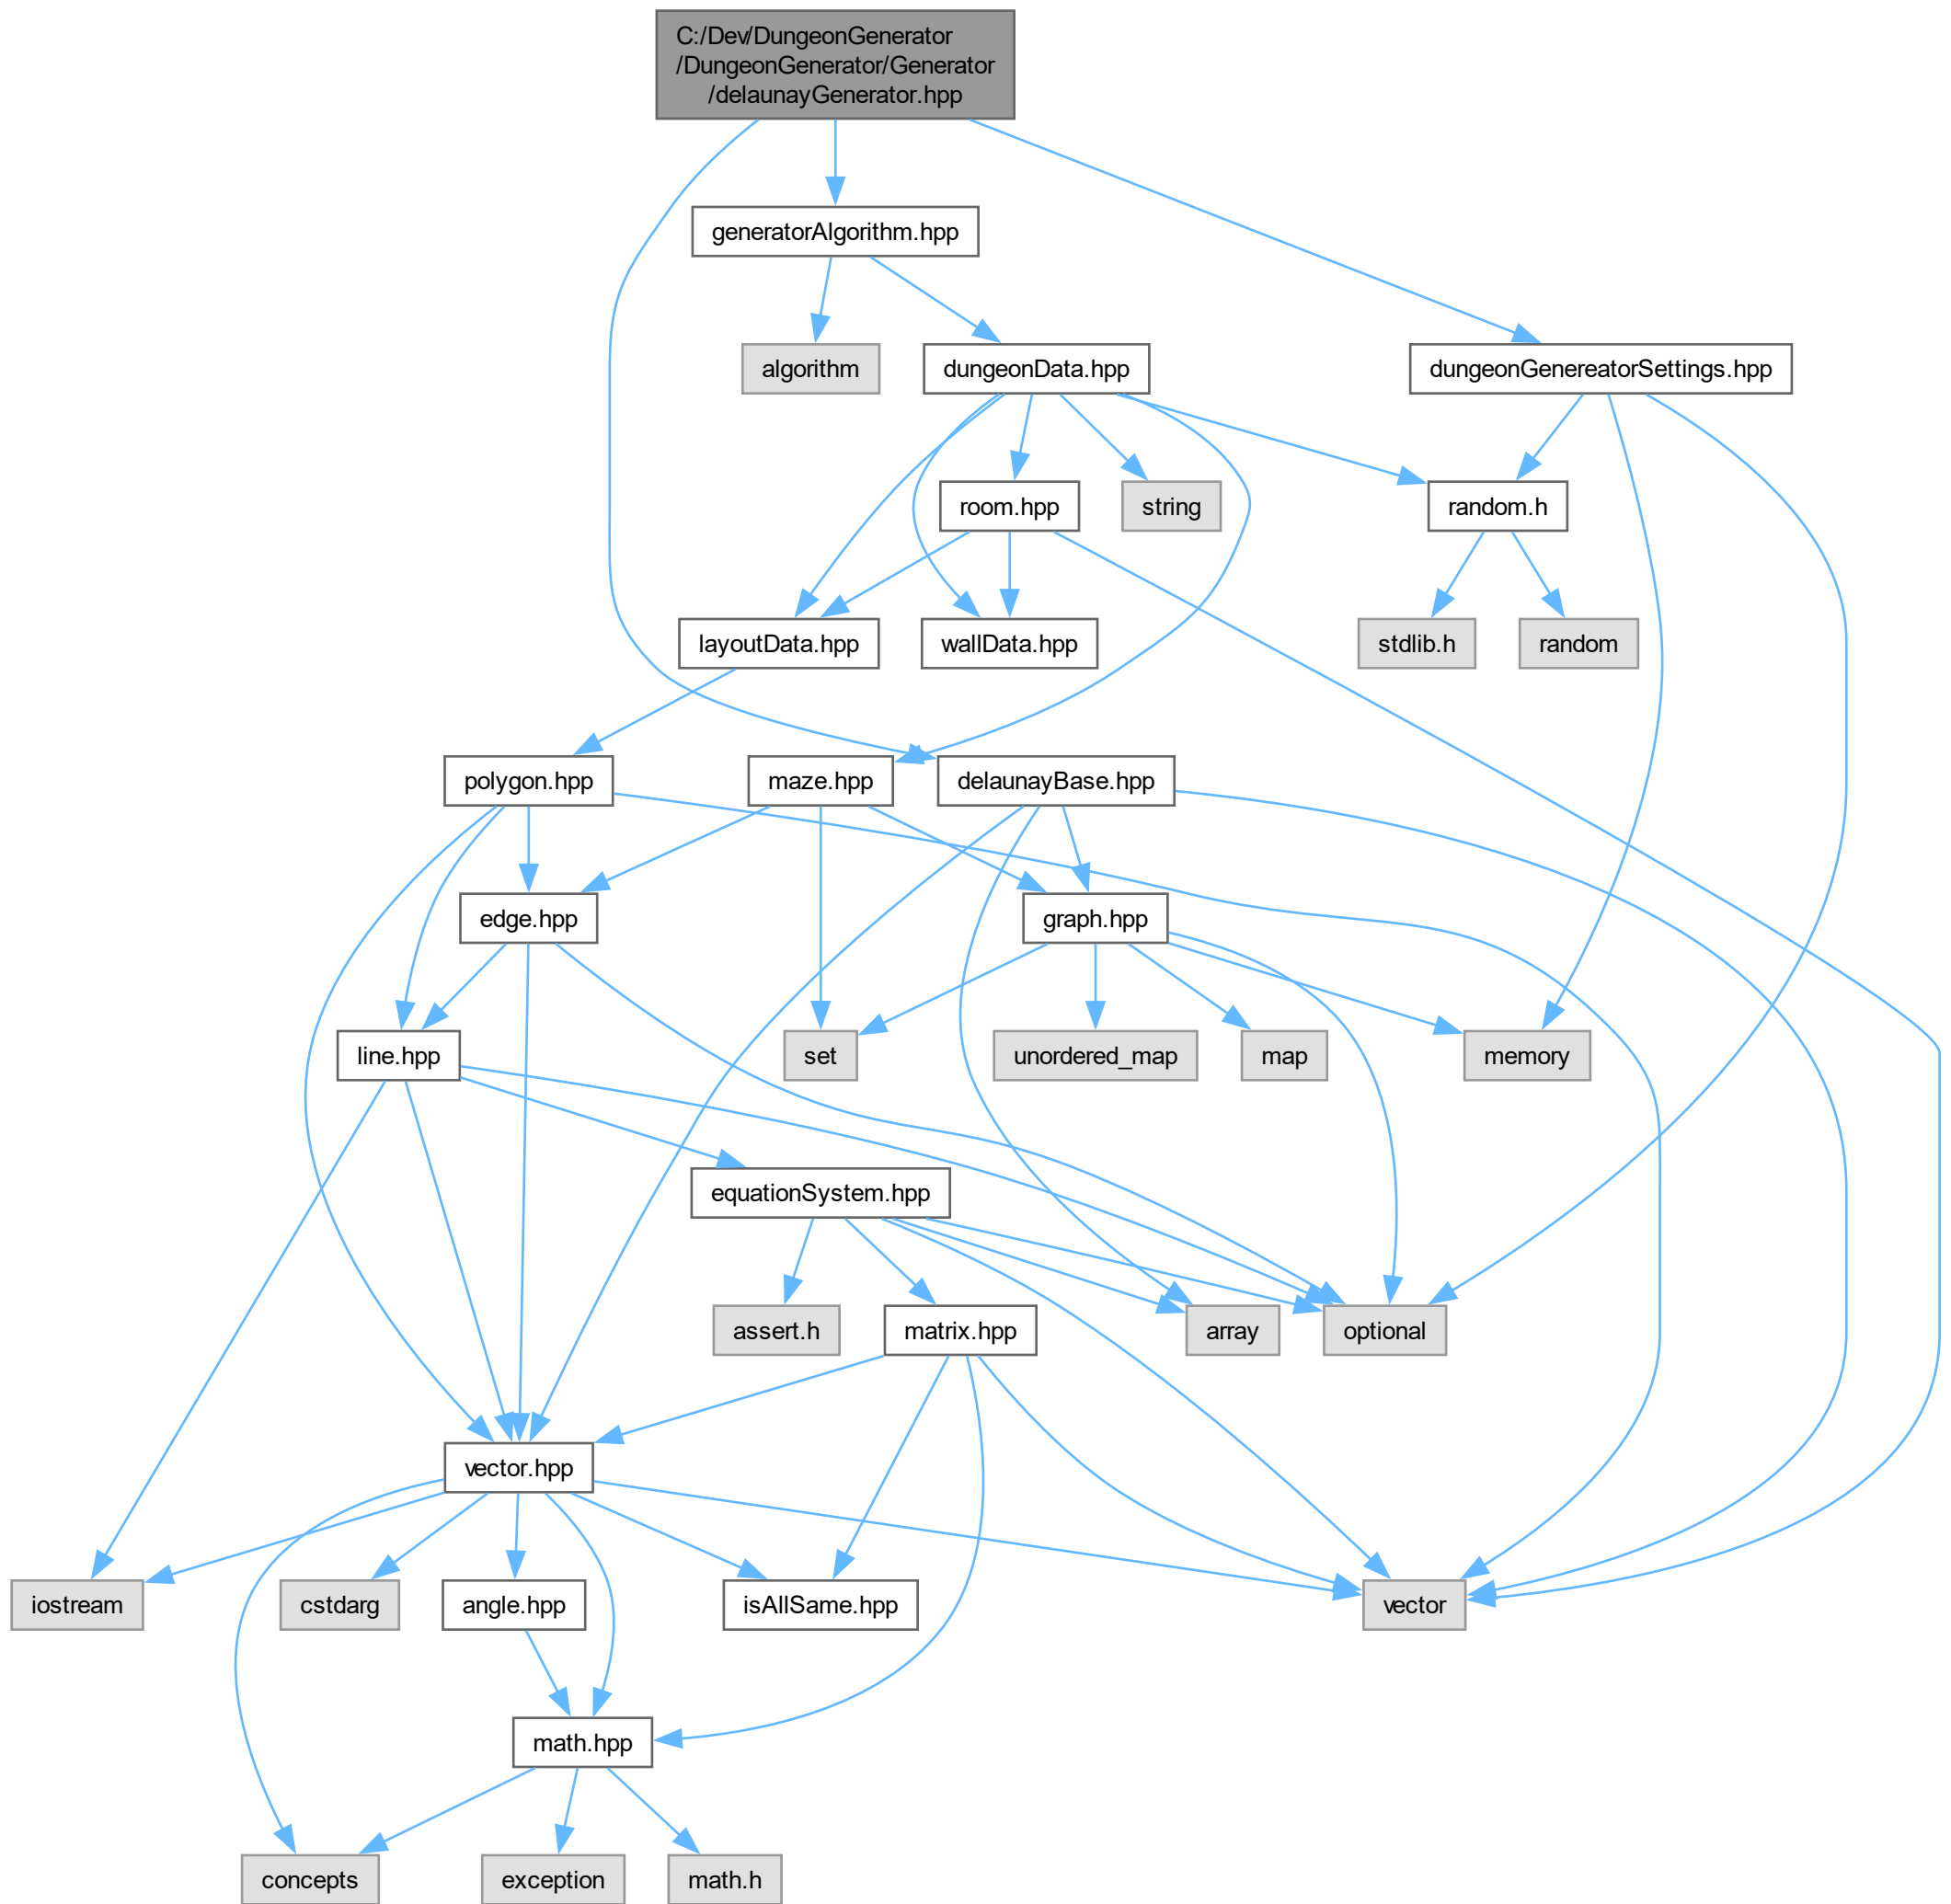 C:/Dev/DungeonGenerator
/DungeonGenerator/Generator
/delaunayGenerator.hpp
generatorAlgorithm.hpp
algorithm
dungeonData.hpp
dungeonGenereatorSettings.hpp
room.hpp
string
random.h
layoutData.hpp
wallData.hpp
stdlib.h
random
polygon.hpp
maze.hpp
delaunayBase.hpp
edge.hpp
graph.hpp
line.hpp
set
unordered_map
map
memory
equationSystem.hpp
assert.h
matrix.hpp
array
optional
vector.hpp
iostream
cstdarg
angle.hpp
isAllSame.hpp
vector
math.hpp
concepts
exception
math.h